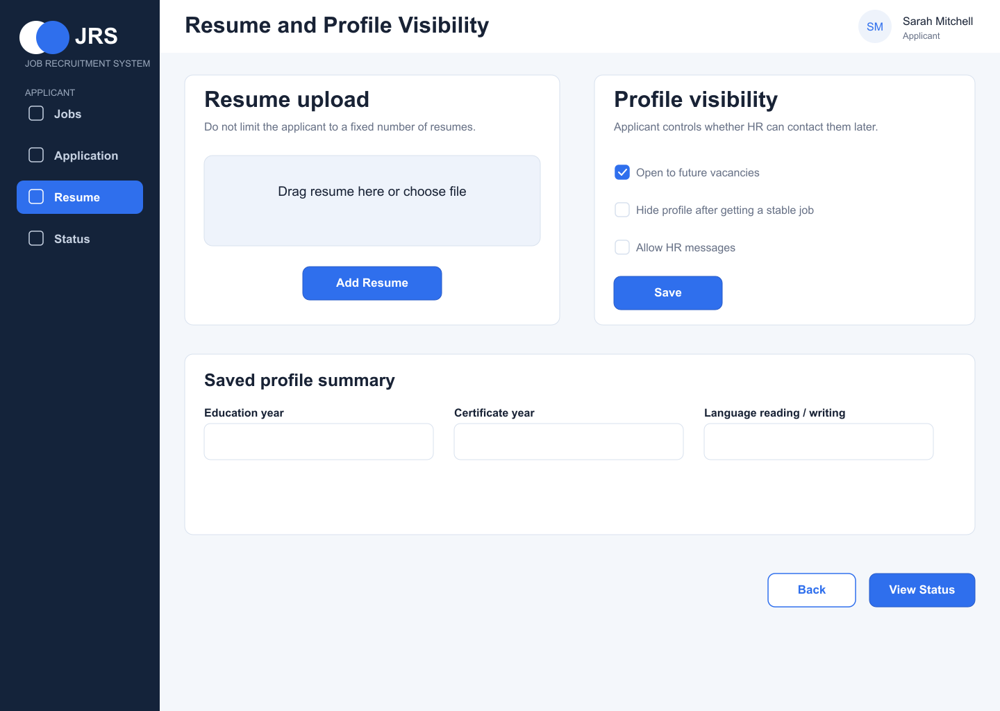 JRS
JOB RECRUITMENT SYSTEM
APPLICANT
Jobs
Application
Resume
Status
Resume and Profile Visibility
SM
Sarah Mitchell
Applicant
Resume upload
Do not limit the applicant to a fixed number of resumes.
Drag resume here or choose file
Add Resume
Profile visibility
Applicant controls whether HR can contact them later.
Open to future vacancies
Hide profile after getting a stable job
Allow HR messages
Save
Saved profile summary
Education year
Certificate year
Language reading / writing
Back
View Status